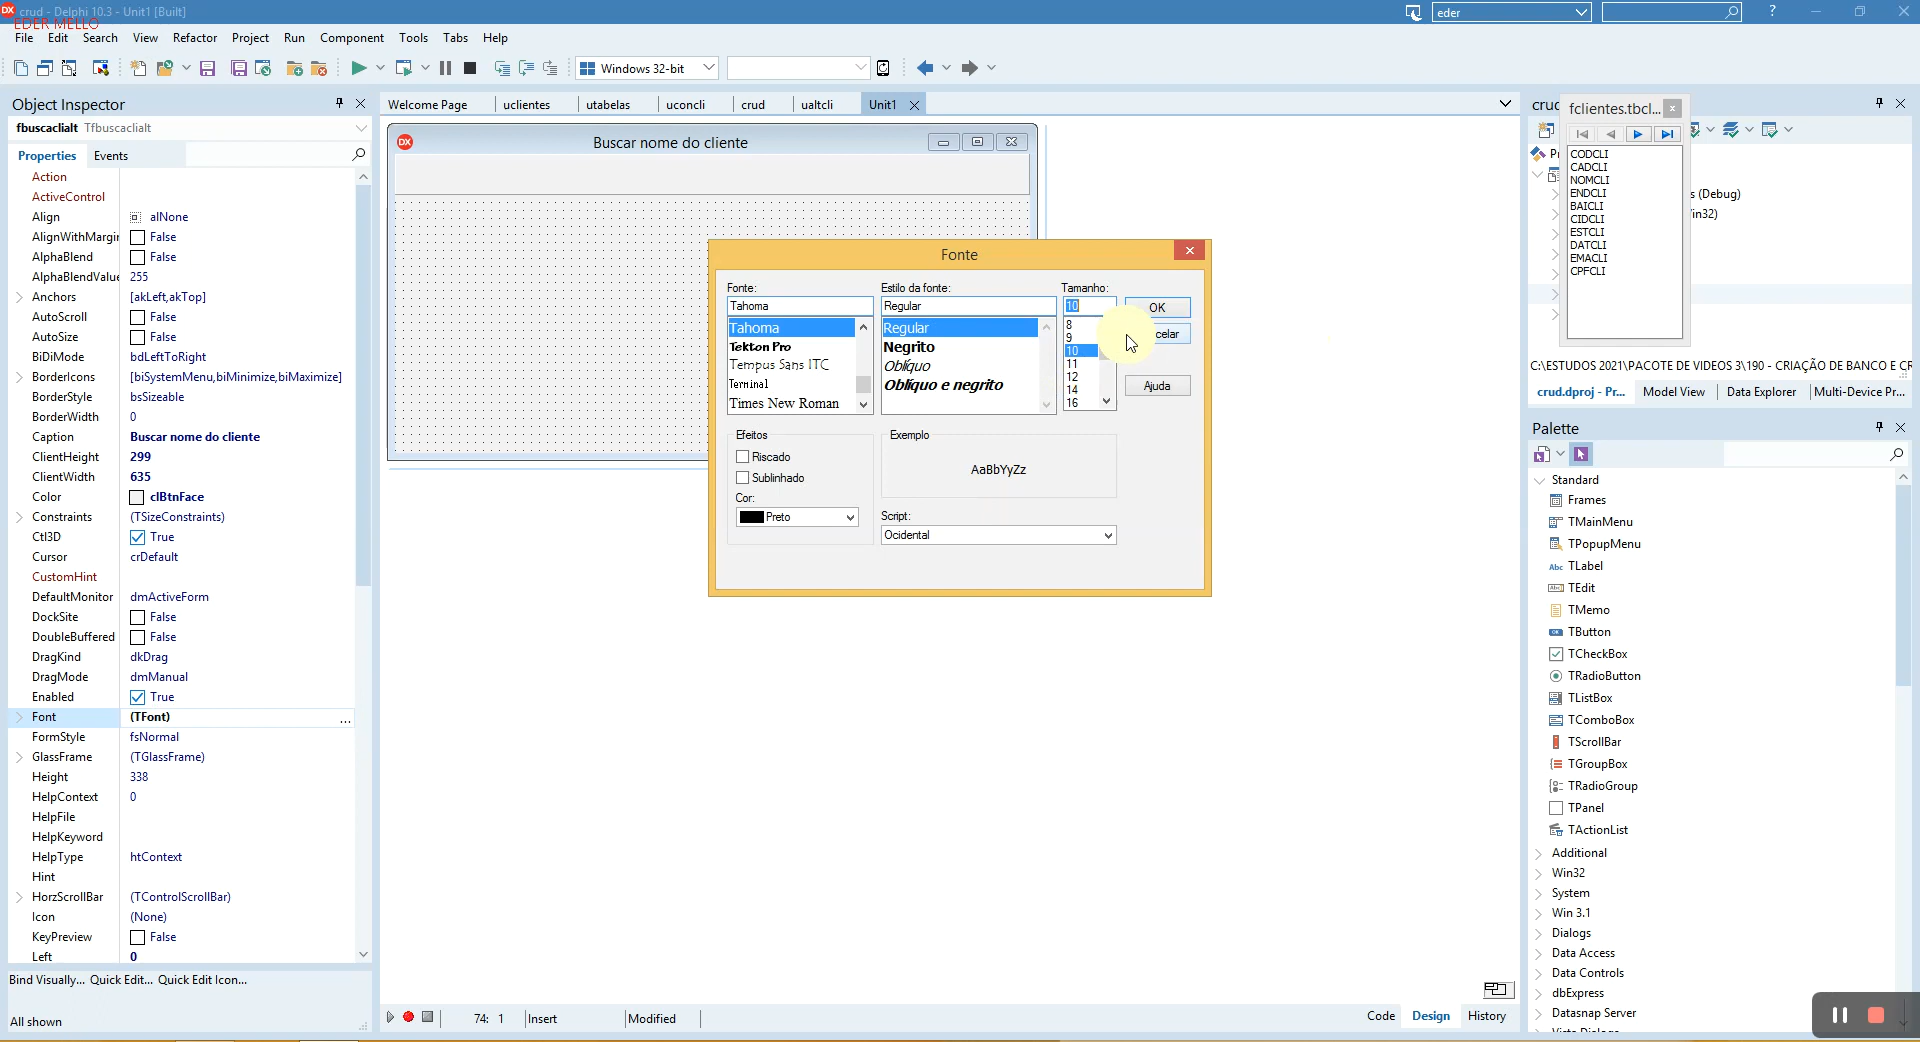 crud - Delphi 10.3 - Unit1 [Built]
EDER MELLO
eder
?
File Edit Search View Refactor Project Run Component Tools Tabs Help
Windows 32-bit
Object Inspector
fbuscaclialt Tfbuscaclialt
Properties Events
Action
ActiveControl
Align alNone
AlignWithMargi False
AlphaBlend False
AlphaBlendValue 255
Anchors [akLeft,akTop]
AutoScroll False
AutoSize False
BiDiMode bdLeftToRight
BorderIcons [biSystemMenu,biMinimize,biMaximize]
BorderStyle bsSizeable
BorderWidth 0
Caption Buscar nome do cliente
ClientHeight 299
ClientWidth 635
Color clBtnFace
Constraints (TSizeConstraints)
Ctl3D True
Cursor crDefault
CustomHint
DefaultMonitor dmActiveForm
DockSite False
DoubleBuffered False
DragKind dkDrag
DragMode dmManual
Enabled True
Font (TFont) ...
FormStyle fsNormal
GlassFrame (TGlassFrame)
Height 338
HelpContext 0
HelpFile
HelpKeyword
HelpType htContext
Hint
HorzScrollBar (TControlScrollBar)
Icon (None)
KeyPreview False
Left 0
Bind Visually... Quick Edit... Quick Edit Icon...
All shown
Welcome Page uclientes utabelas uconcli crud ualtcli Unit1
Buscar nome do cliente
Fonte
Fonte: Estilo da fonte: Tamanho:
Tahoma Regular 10 OK
Tahoma
Tekton Pro
Tempus Sans ITC
Terminal
Times New Roman
Regular
Negrito
Oblíquo
Oblíquo e negrito
8
9
10
11
12
14
16
celar
Ajuda
Efeitos
Riscado
Sublinhado
Cor:
Preto
Exemplo
AaBbYyZz
Script:
Ocidental
74: 1 Insert Modified
Code Design History
fclientes.tbcl...
CODCLI
CADCLI
NOMCLI
ENDCLI
BAICLI
CIDCLI
ESTCLI
DATCLI
EMACLI
CPFCLI
s (Debug)
in32)
C:\ESTUDOS 2021\PACOTE DE VIDEOS 3\190 - CRIAÇÃO DE BANCO E CR
crud.dproj - Pr... Model View Data Explorer Multi-Device Pr...
Palette
Standard
Frames
TMainMenu
TPopupMenu
TLabel
TEdit
TMemo
TButton
TCheckBox
TRadioButton
TListBox
TComboBox
TScrollBar
TGroupBox
TRadioGroup
TPanel
TActionList
Additional
Win32
System
Win 3.1
Dialogs
Data Access
Data Controls
dbExpress
Datasnap Server